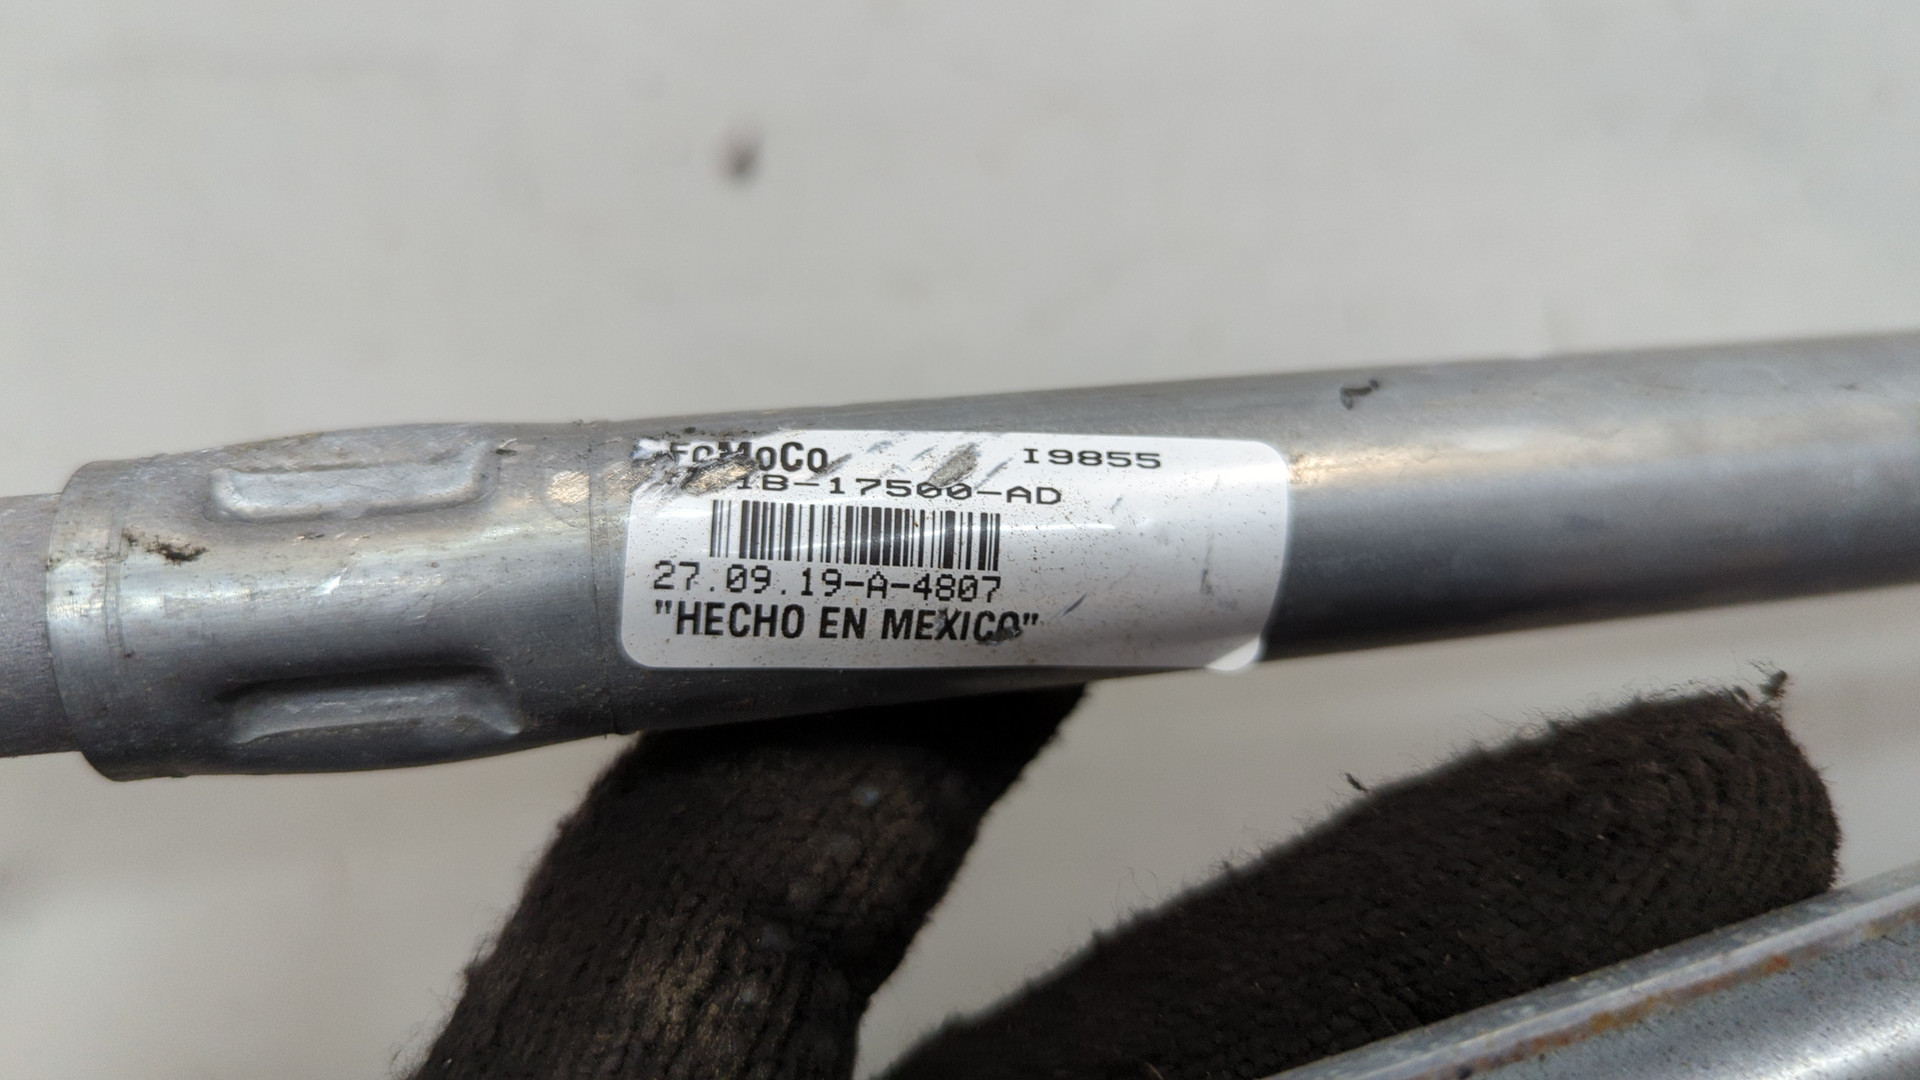 FoMoCo I9855
1B-17500-AD
27.09.19-A-4807
"HECHO EN MEXICO"